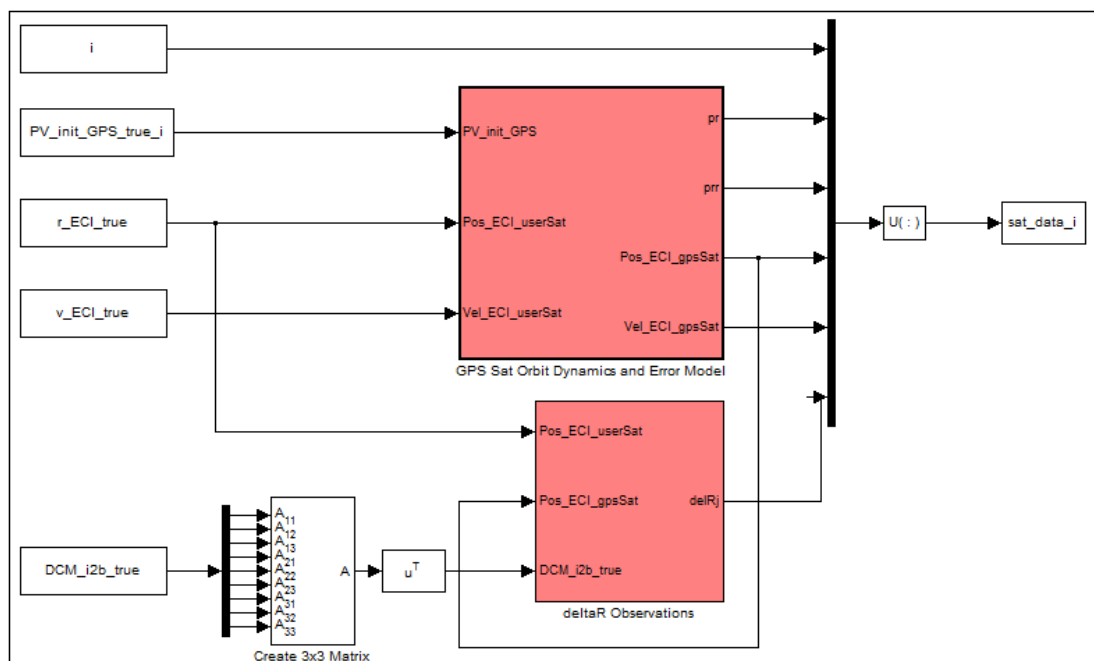 i
PV_init_GPS_true_i
r_ECI_true
v_ECI_true
PV_init_GPS
Pos_ECI_userSat
Vel_ECI_userSat
pr
prr
Pos_ECI_gpsSat
Vel_ECI_gpsSat
GPS Sat Orbit Dynamics and Error Model
U( : )
sat_data_i
Pos_ECI_userSat
Pos_ECI_gpsSat
DCM_i2b_true
delRj
deltaR Observations
DCM_i2b_true
A11
A12
A13
A21
A22
A23
A31
A32
A33
A
Create 3x3 Matrix
uT